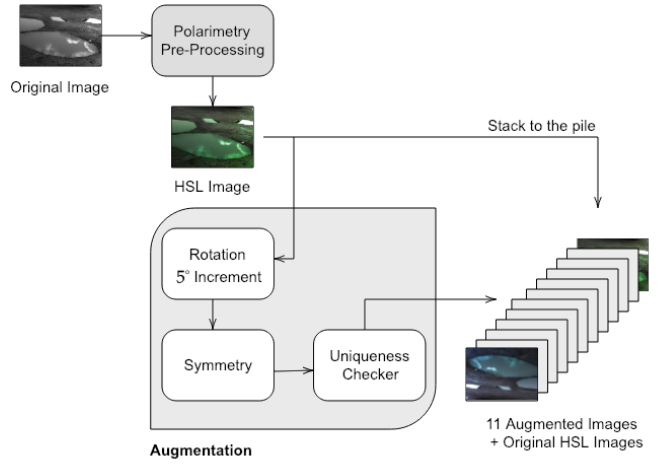 Polarimetry
Pre-Processing
Original Image
Stack to the pile
HSL Image
Rotation
5° Increment
Symmetry
Uniqueness
Checker
11 Augmented Images
+ Original HSL Images
Augmentation